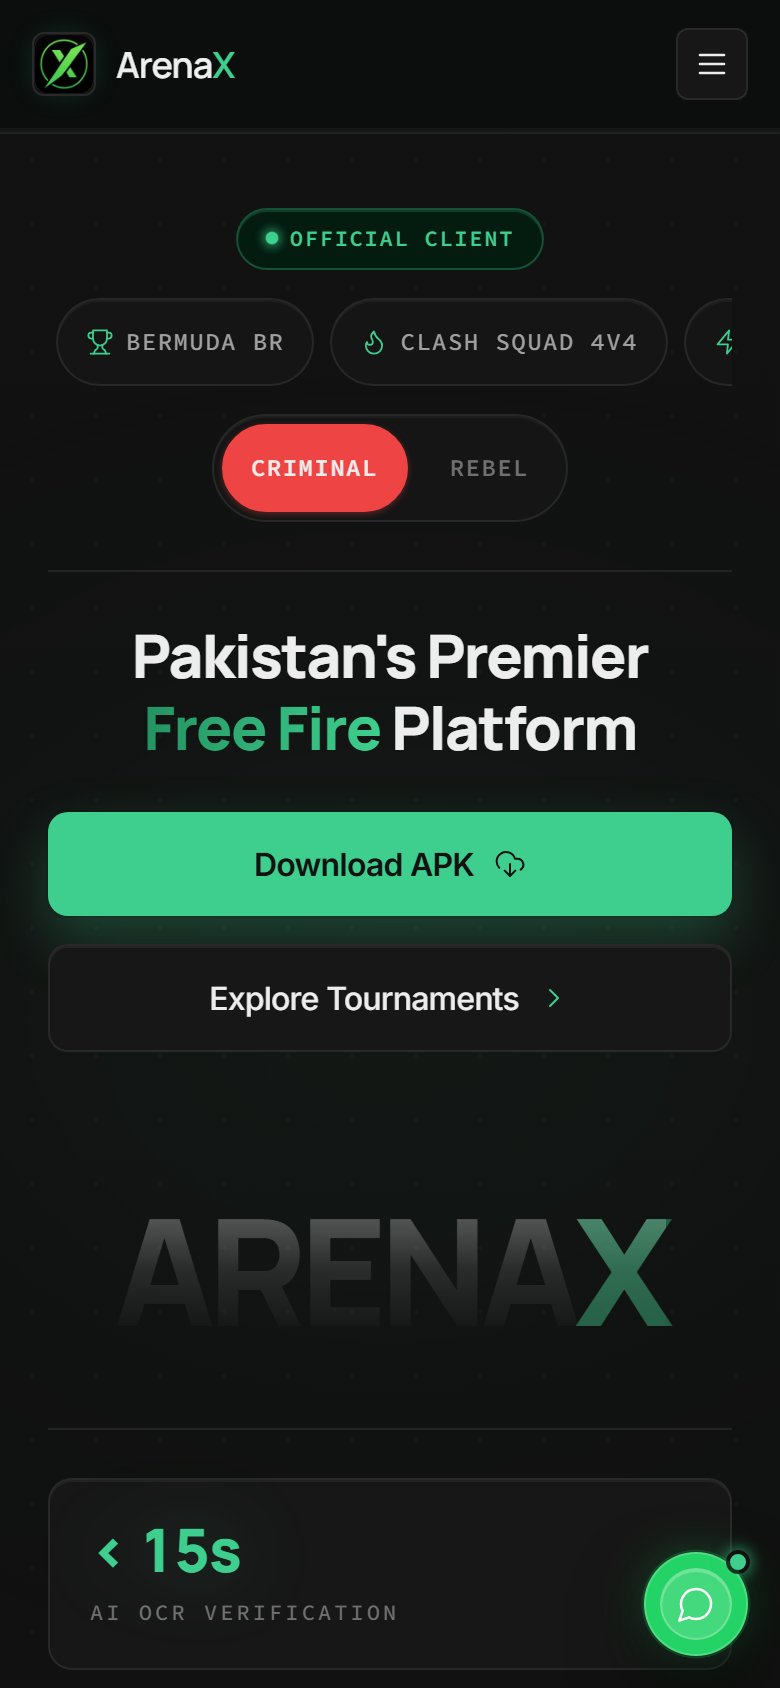 ArenaX
OFFICIAL CLIENT
BERMUDA BR
CLASH SQUAD 4V4
CRIMINAL
REBEL
Pakistan's Premier
Free Fire Platform
Download APK
Explore Tournaments
ARENAX
< 15s
AI OCR VERIFICATION